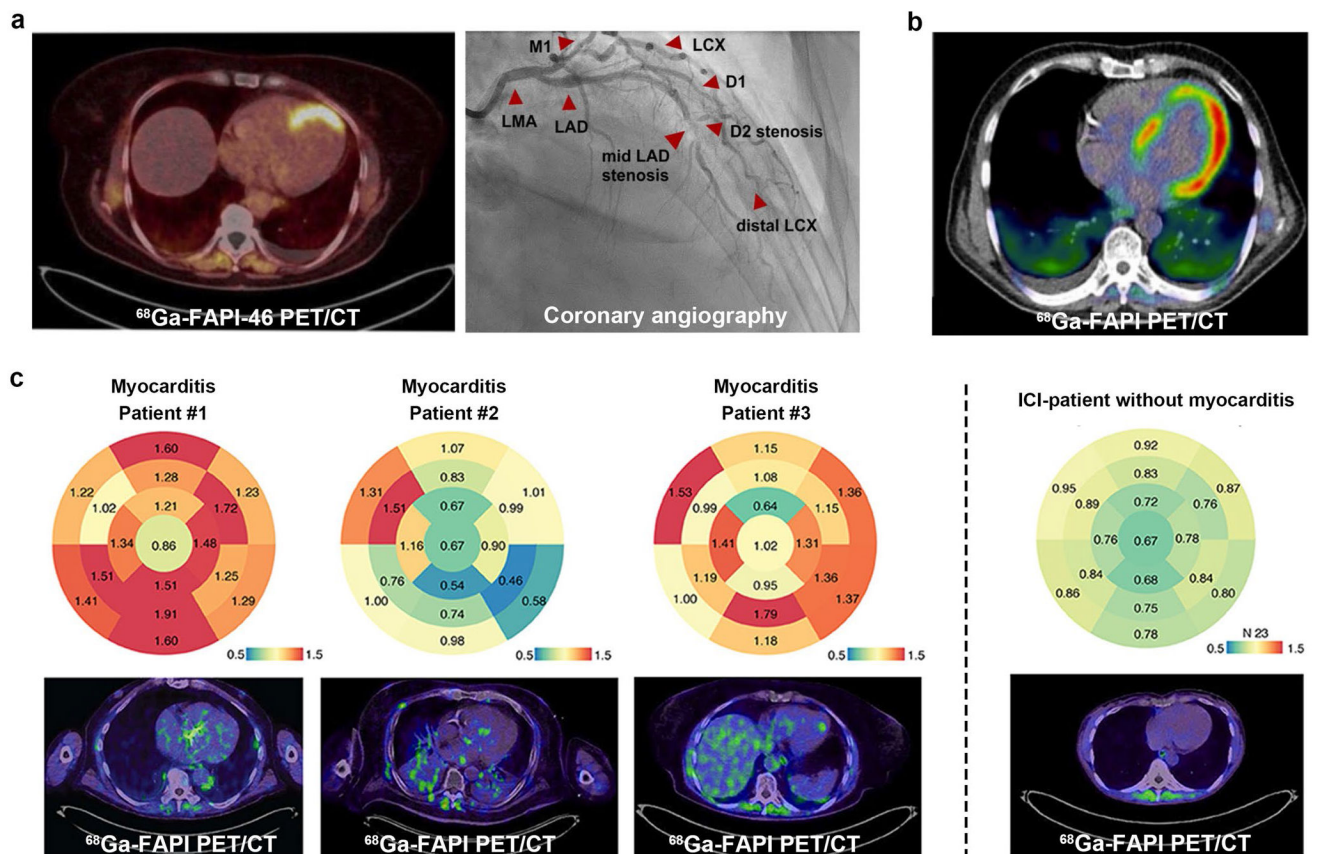 a
⁶⁸Ga-FAPI-46 PET/CT
M1
LCX
D1
LMA
LAD
D2 stenosis
mid LAD
stenosis
distal LCX
Coronary angiography
b
⁶⁸Ga-FAPI PET/CT
c
Myocarditis
Patient #1
1.60
1.22
1.28
1.23
1.02
1.21
1.72
1.34
0.86
1.48
1.51
1.51
1.25
1.41
1.91
1.29
1.60
0.5
1.5
⁶⁸Ga-FAPI PET/CT
Myocarditis
Patient #2
1.07
1.31
0.83
1.01
1.51
0.67
0.99
1.16
0.67
0.90
0.76
0.54
0.46
1.00
0.74
0.58
0.98
0.5
1.5
⁶⁸Ga-FAPI PET/CT
Myocarditis
Patient #3
1.15
1.53
1.08
1.36
0.99
0.64
1.15
1.41
1.02
1.31
1.19
0.95
1.36
1.00
1.79
1.37
1.18
0.5
1.5
⁶⁸Ga-FAPI PET/CT
ICI-patient without myocarditis
0.92
0.95
0.83
0.87
0.89
0.72
0.76
0.76
0.67
0.78
0.84
0.68
0.84
0.86
0.75
0.80
0.78
N 23
0.5
1.5
⁶⁸Ga-FAPI PET/CT